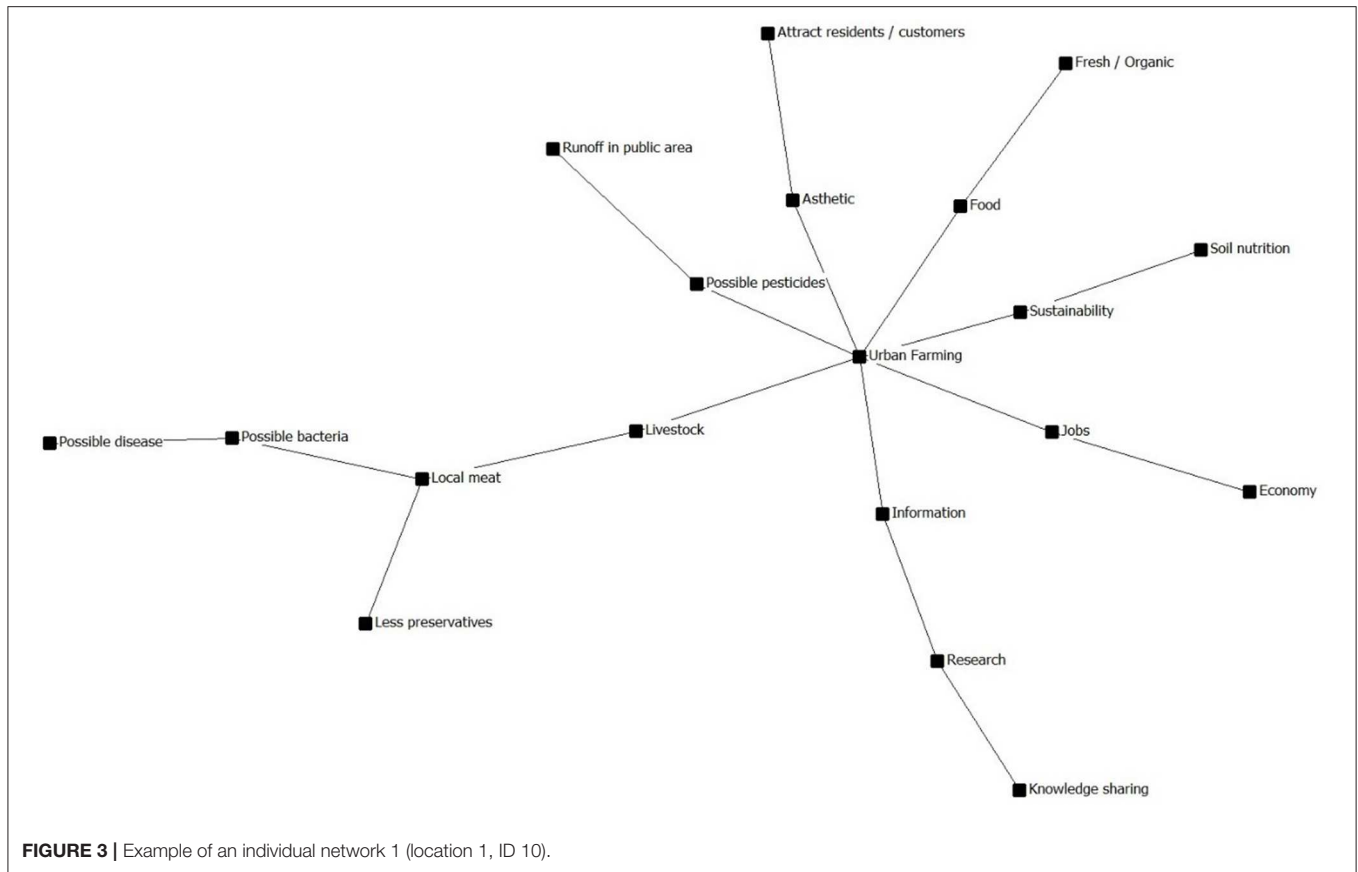 Attract residents / customers
Fresh / Organic
Runoff in public area
Asthetic
Food
Soil nutrition
Possible pesticides
Sustainability
Urban Farming
Livestock
Jobs
Possible disease
Possible bacteria
Local meat
Economy
Information
Less preservatives
Research
Knowledge sharing
FIGURE 3 | Example of an individual network 1 (location 1, ID 10).